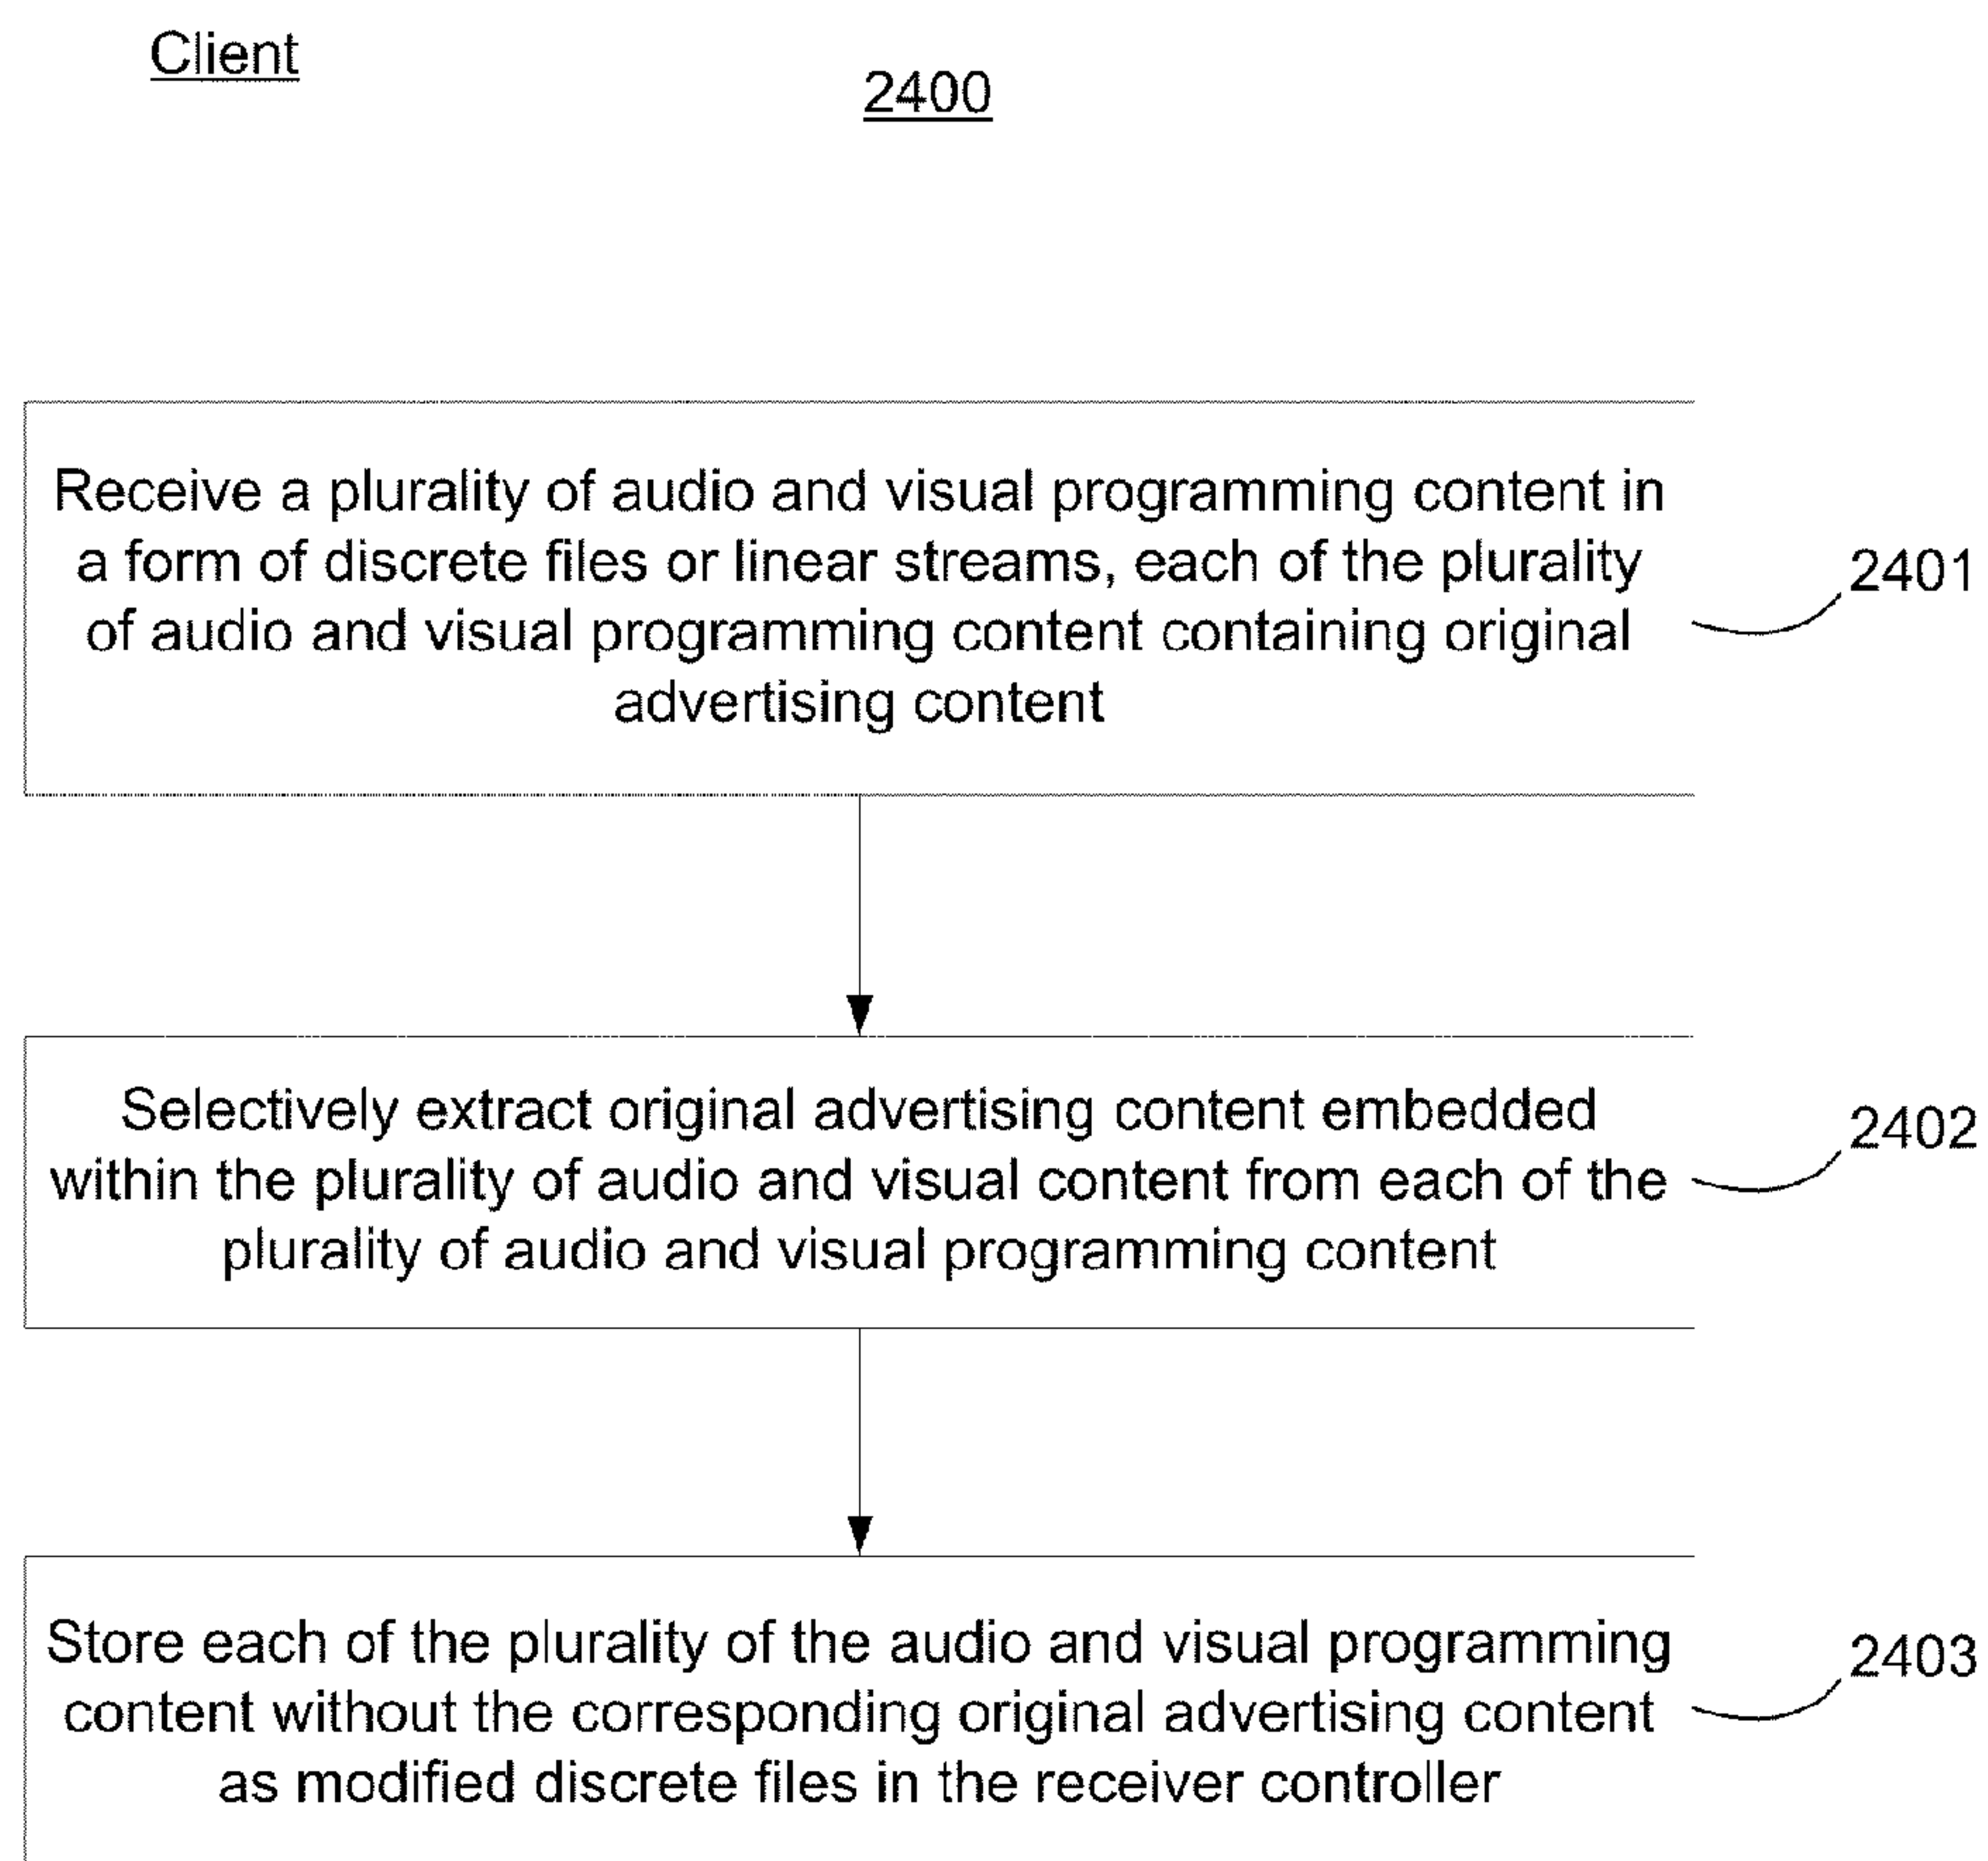 Client
2400
Receive a plurality of audio and visual programming content in
a form of discrete files or linear streams, each of the plurality
of audio and visual programming content containing original
advertising content
2401
Selectively extract original advertising content embedded
within the plurality of audio and visual content from each of the
plurality of audio and visual programming content
2402
Store each of the plurality of the audio and visual programming
content without the corresponding original advertising content
as modified discrete files in the receiver controller
2403